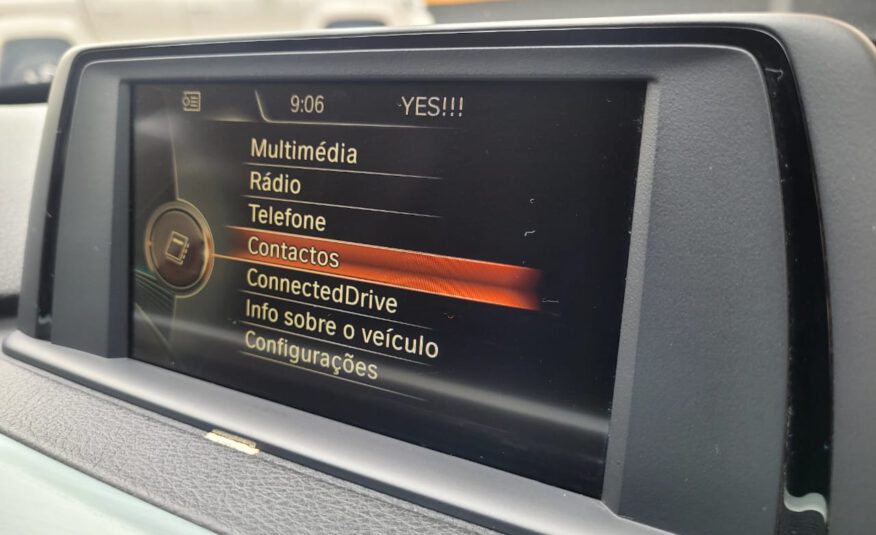 9:06 YES!!!
Multimédia
Rádio
Telefone
Contactos
ConnectedDrive
Info sobre o veículo
Configurações